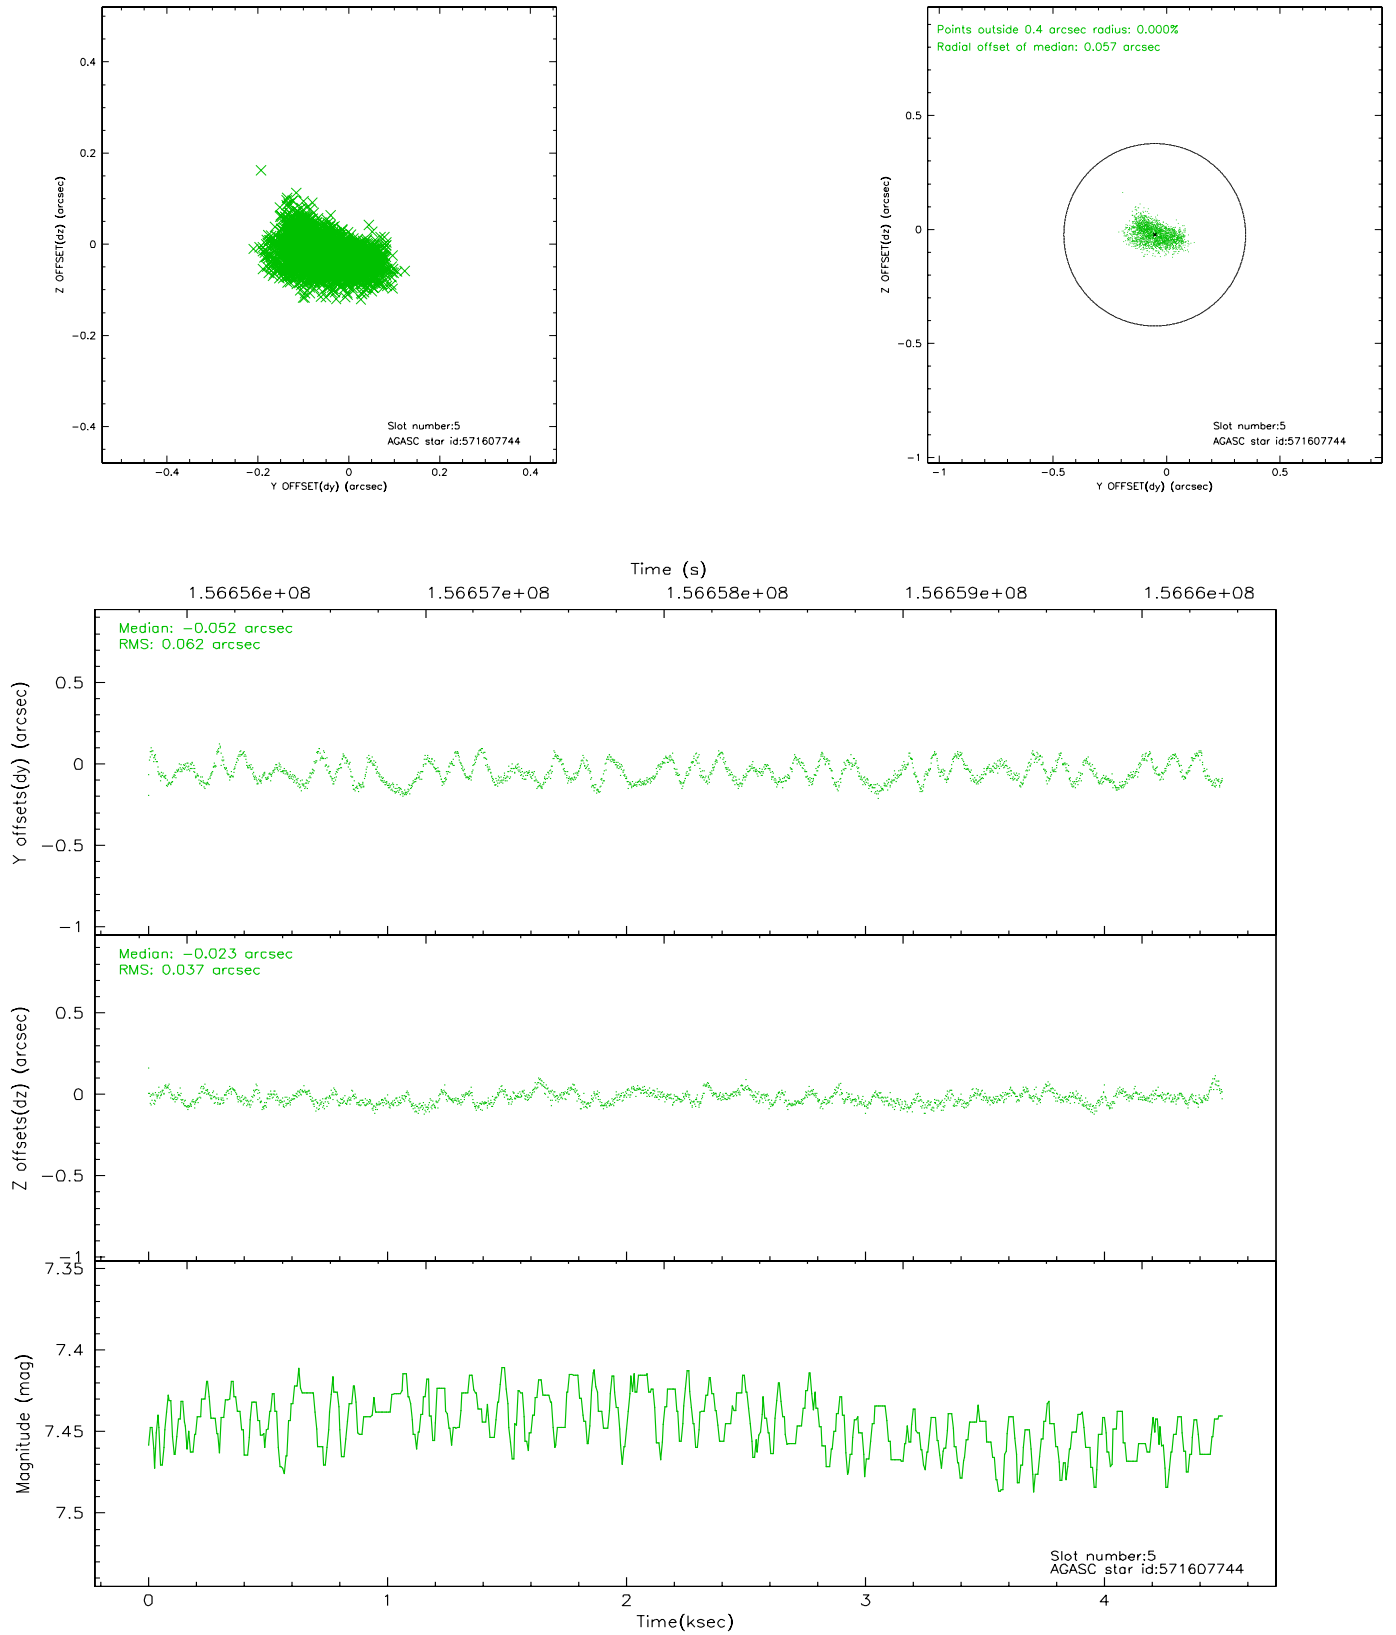 0.4
0.2
0
−0.2
−0.4
Z OFFSET(dz) (arcsec)
Slot number:5
AGASC star id:571607744
−0.4 −0.2 0 0.2 0.4
Y OFFSET(dy) (arcsec)
Points outside 0.4 arcsec radius: 0.000%
Radial offset of median: 0.057 arcsec
0.5
0
−0.5
−1
Z OFFSET(dz) (arcsec)
Slot number:5
AGASC star id:571607744
−1 −0.5 0 0.5
Y OFFSET(dy) (arcsec)
Time (s)
1.56656e+08 1.56657e+08 1.56658e+08 1.56659e+08 1.5666e+08
Median: −0.052 arcsec
RMS: 0.062 arcsec
0.5
0
−0.5
−1
Y offsets(dy) (arcsec)
Median: −0.023 arcsec
RMS: 0.037 arcsec
0.5
0
−0.5
−1
Z offsets(dz) (arcsec)
7.35
7.4
7.45
7.5
Magnitude (mag)
Slot number:5
AGASC star id:571607744
0 1 2 3 4
Time(ksec)